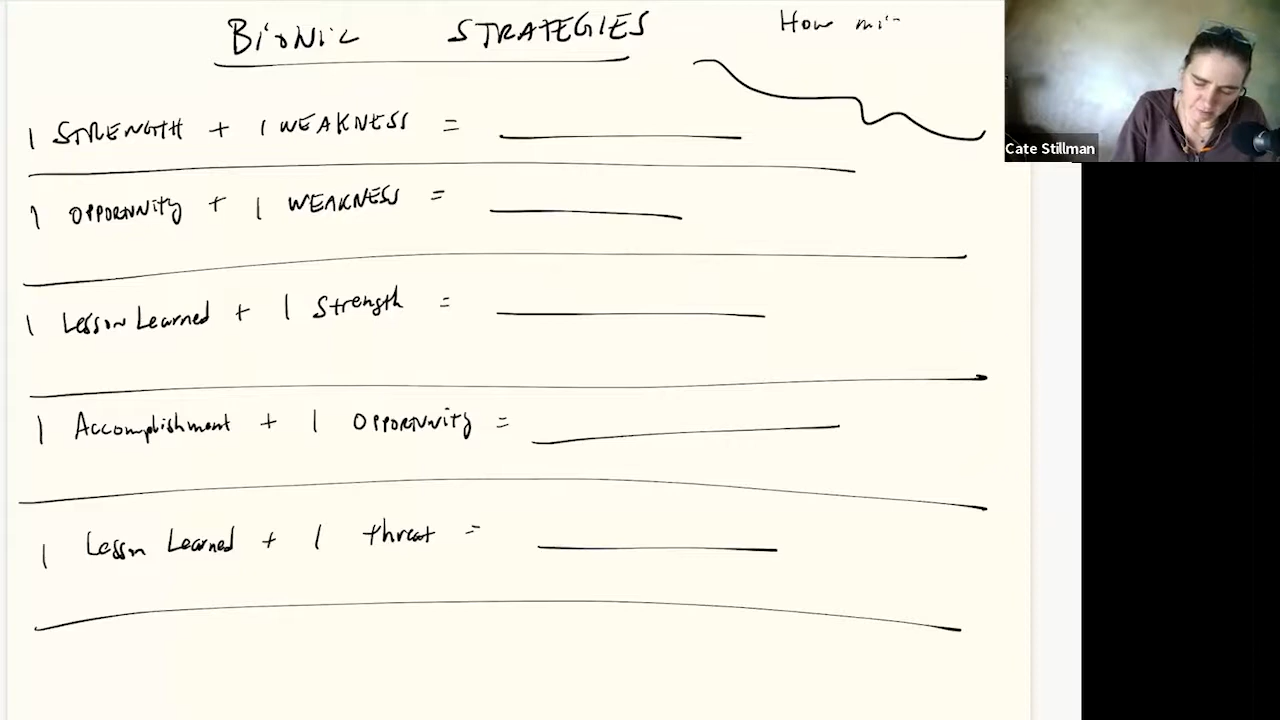 BIONIC STRATEGIES
How
1 STRENGTH + 1 WEAKNESS =
1 OPPORTUNITY + 1 WEAKNESS =
1 Lesson Learned + 1 Strength =
1 Accomplishment + 1 OPPORTUNITY =
1 Lesson Learned + 1 threat =
Cate Stillman